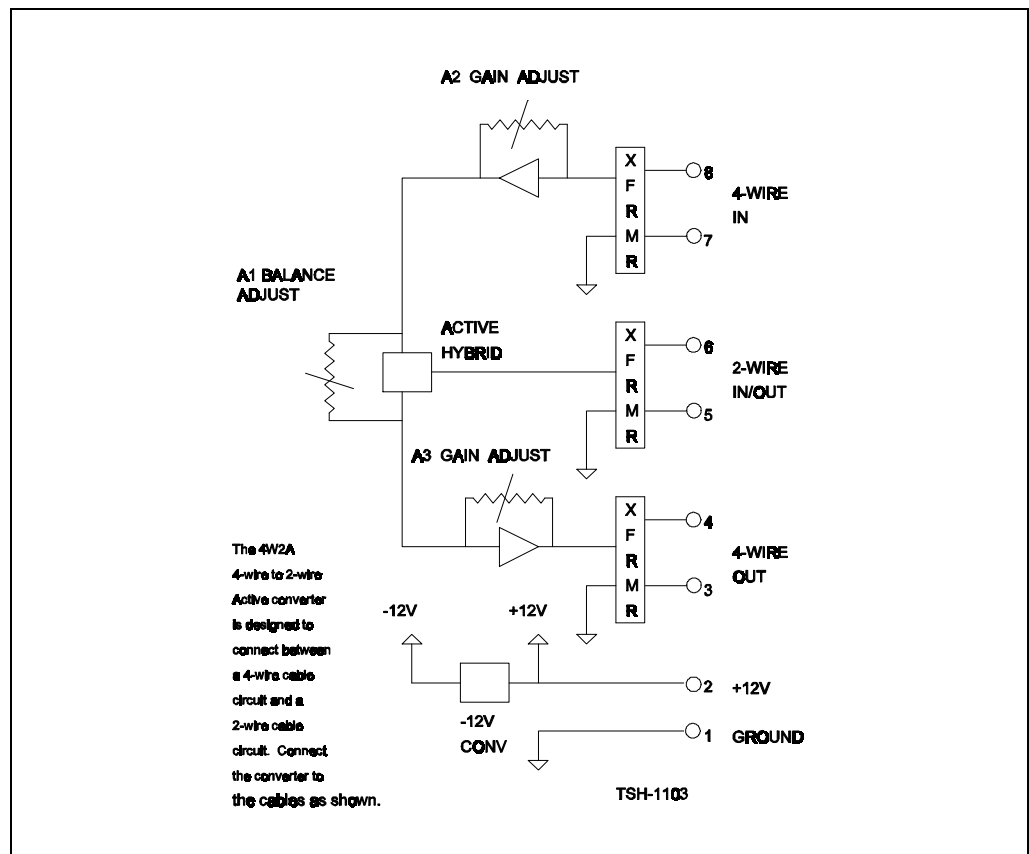 A2 GAIN ADJUST
X
F
R
M
R
8
4-WIRE
IN
7
A1 BALANCE
ADJUST
ACTIVE
HYBRID
X
F
R
M
R
6
2-WIRE
IN/OUT
5
A3 GAIN ADJUST
X
F
R
M
R
4
4-WIRE
OUT
3
The 4W2A
4-wire to 2-wire
Active converter
is designed to
connect between
a 4-wire cable
circuit and a
2-wire cable
circuit. Connect
the converter to
the cables as shown.
-12V
+12V
2
+12V
-12V
CONV
1
GROUND
TSH-1103